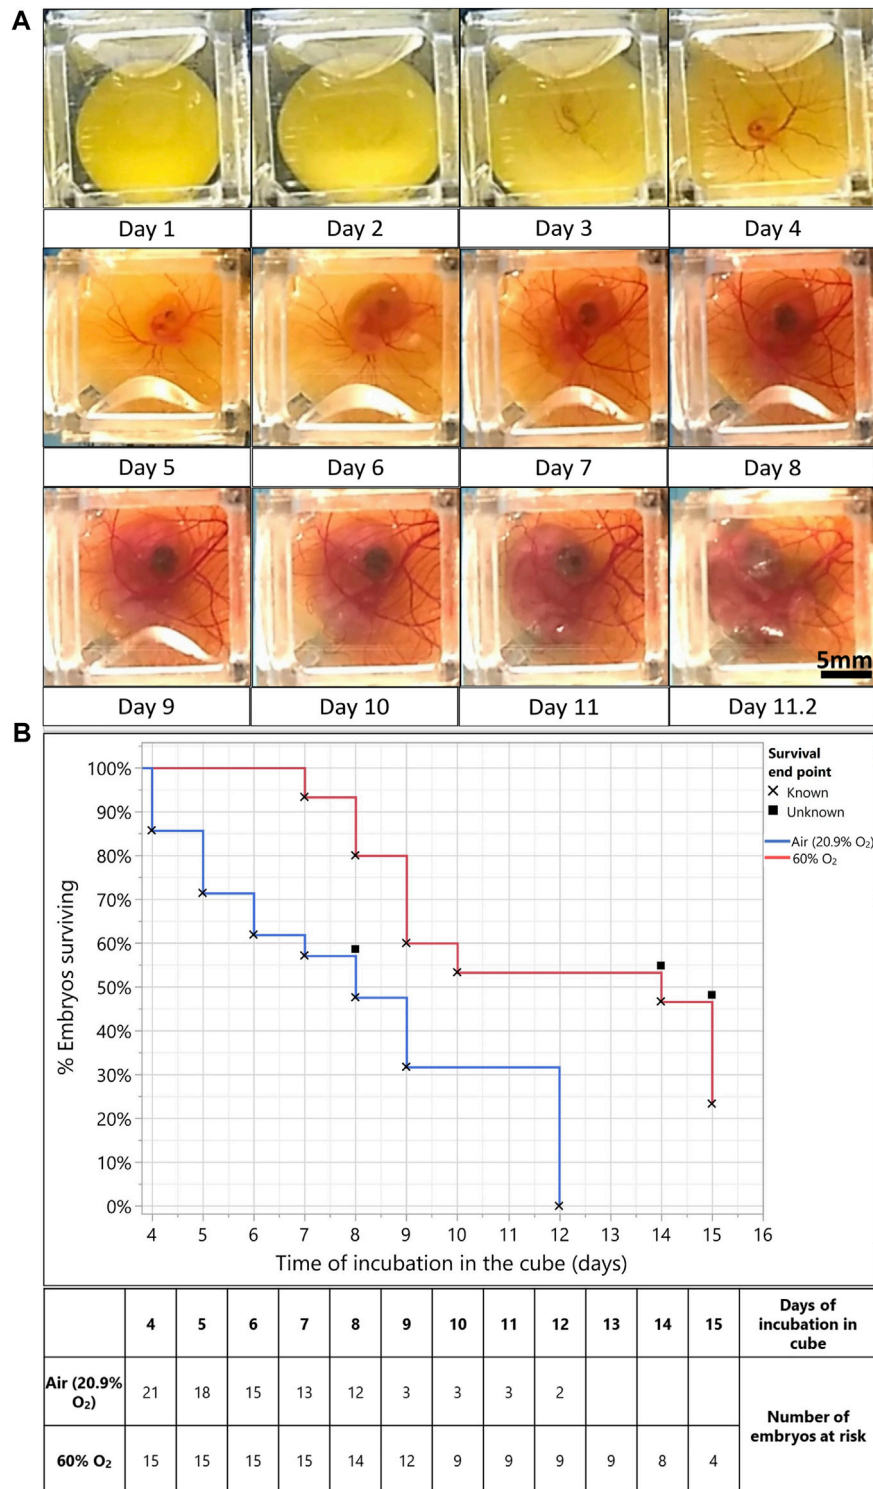 A
Day 1 Day 2 Day 3 Day 4
Day 5 Day 6 Day 7 Day 8
5mm
Day 9 Day 10 Day 11 Day 11.2
B
Survival
end point
Known
Unknown
Air (20.9% O₂)
60% O₂
% Embryos surviving
100%
90%
80%
70%
60%
50%
40%
30%
20%
10%
0%
4 5 6 7 8 9 10 11 12 13 14 15 16
Time of incubation in the cube (days)
4 5 6 7 8 9 10 11 12 13 14 15
Days of
incubation in
cube
Air (20.9%
O₂)
21 18 15 13 12 3 3 3 2
60% O₂
15 15 15 15 14 12 9 9 9 9 8 4
Number of
embryos at risk